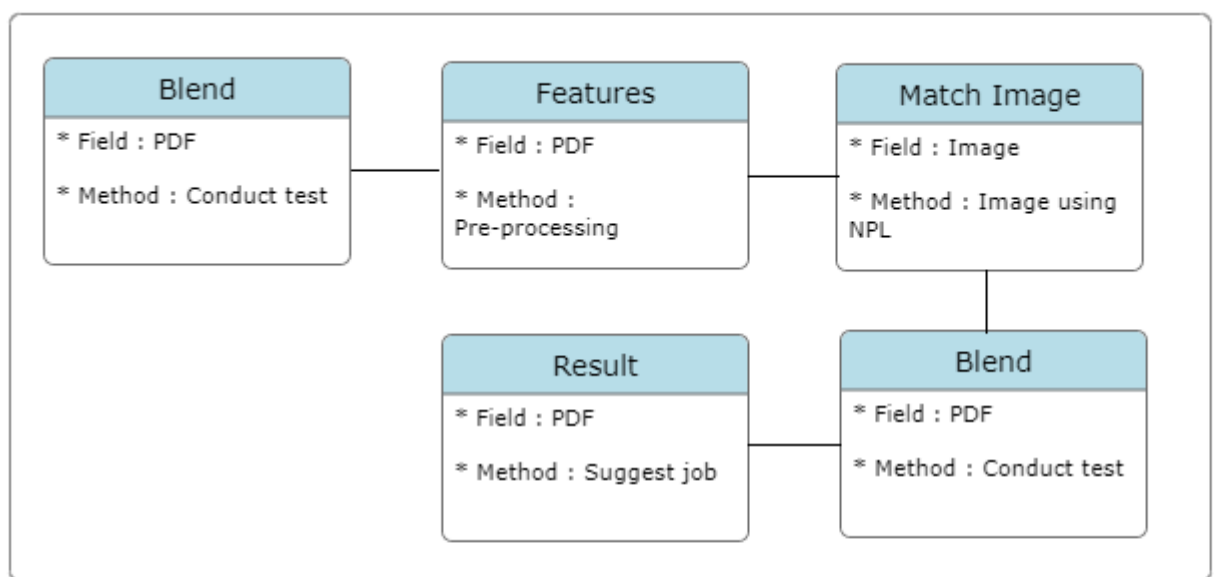 Blend
* Field : PDF
* Method : Conduct test
Features
* Field : PDF
* Method :
Pre-processing
Match Image
* Field : Image
* Method : Image using
NPL
Result
* Field : PDF
* Method : Suggest job
Blend
* Field : PDF
* Method : Conduct test